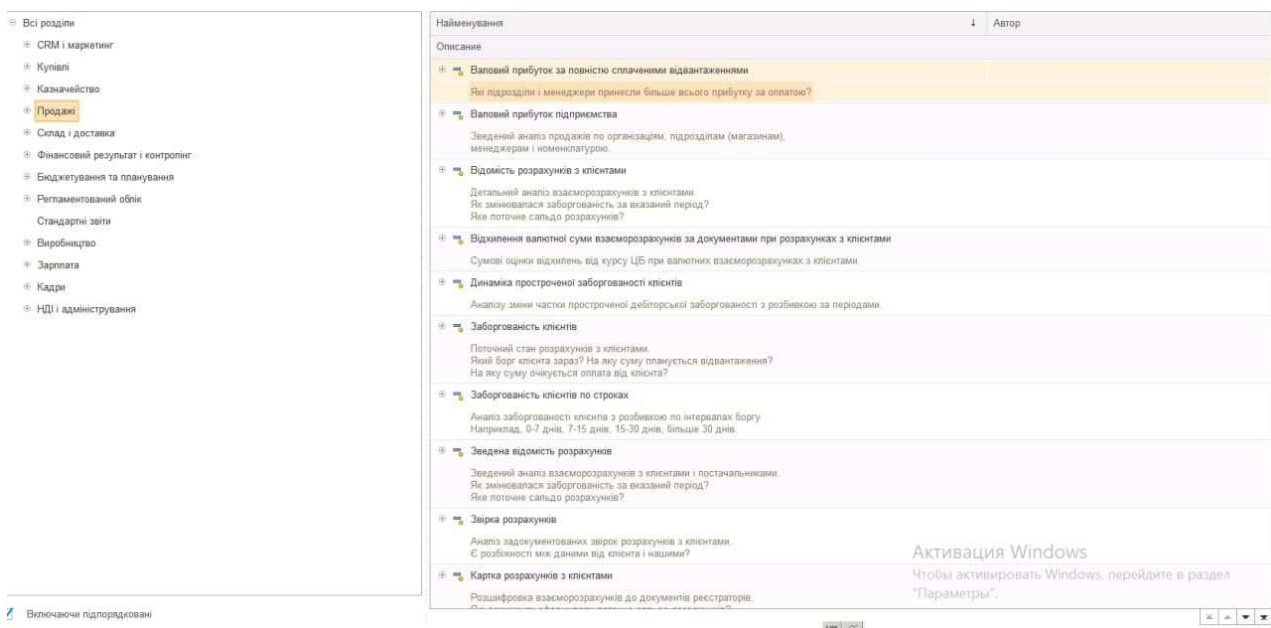 Всі розділи
CRM і маркетинг
Купівлі
Казначейство
Продажі
Склад і доставка
Фінансовий результат і контролінг
Бюджетування та планування
Регламентований облік
Стандартні звіти
Виробництво
Зарплата
Кадри
НДІ і адміністрування
Включаючи підпорядковані
Найменування ↓ Автор
Описание
Валовий прибуток за повністю сплаченими відвантаженнями
Які підрозділи і менеджери принесли більше всього прибутку за оплатою?
Валовий прибуток підприємства
Зведений аналіз продажів по організаціям, підрозділам (магазинам),
менеджерам і номенклатурою.
Відомість розрахунків з клієнтами
Детальний аналіз взаєморозрахунків з клієнтами.
Як змінювалася заборгованість за вказаний період?
Яке поточне сальдо розрахунків?
Відхилення валютної суми взаєморозрахунків за документами при розрахунках з клієнтами
Сумові оцінки відхилень від курсу ЦБ при валютних взаєморозрахунках з клієнтами.
Динаміка простроченої заборгованості клієнтів
Аналізу зміни частки простроченої дебіторської заборгованості з розбивкою за періодами.
Заборгованість клієнтів
Поточний стан розрахунків з клієнтами.
Який борг клієнта зараз? На яку суму планується відвантаження?
На яку суму очікується оплата від клієнта?
Заборгованість клієнтів по строках
Аналіз заборгованості клієнтів з розбивкою по інтервалах боргу
Наприклад, 0-7 днів, 7-15 днів, 15-30 днів, більше 30 днів.
Зведена відомість розрахунків
Зведений аналіз взаєморозрахунків з клієнтами і постачальниками.
Як змінювалася заборгованість за вказаний період?
Яке поточне сальдо розрахунків?
Звірка розрахунків
Аналіз задокументованих звірок розрахунків з клієнтами.
Є розбіжності між даними від клієнта і нашими?
Картка розрахунків з клієнтами
Розшифровка взаєморозрахунків до документів реєстраторів.
Активация Windows
Чтобы активировать Windows, перейдите в раздел
"Параметры".